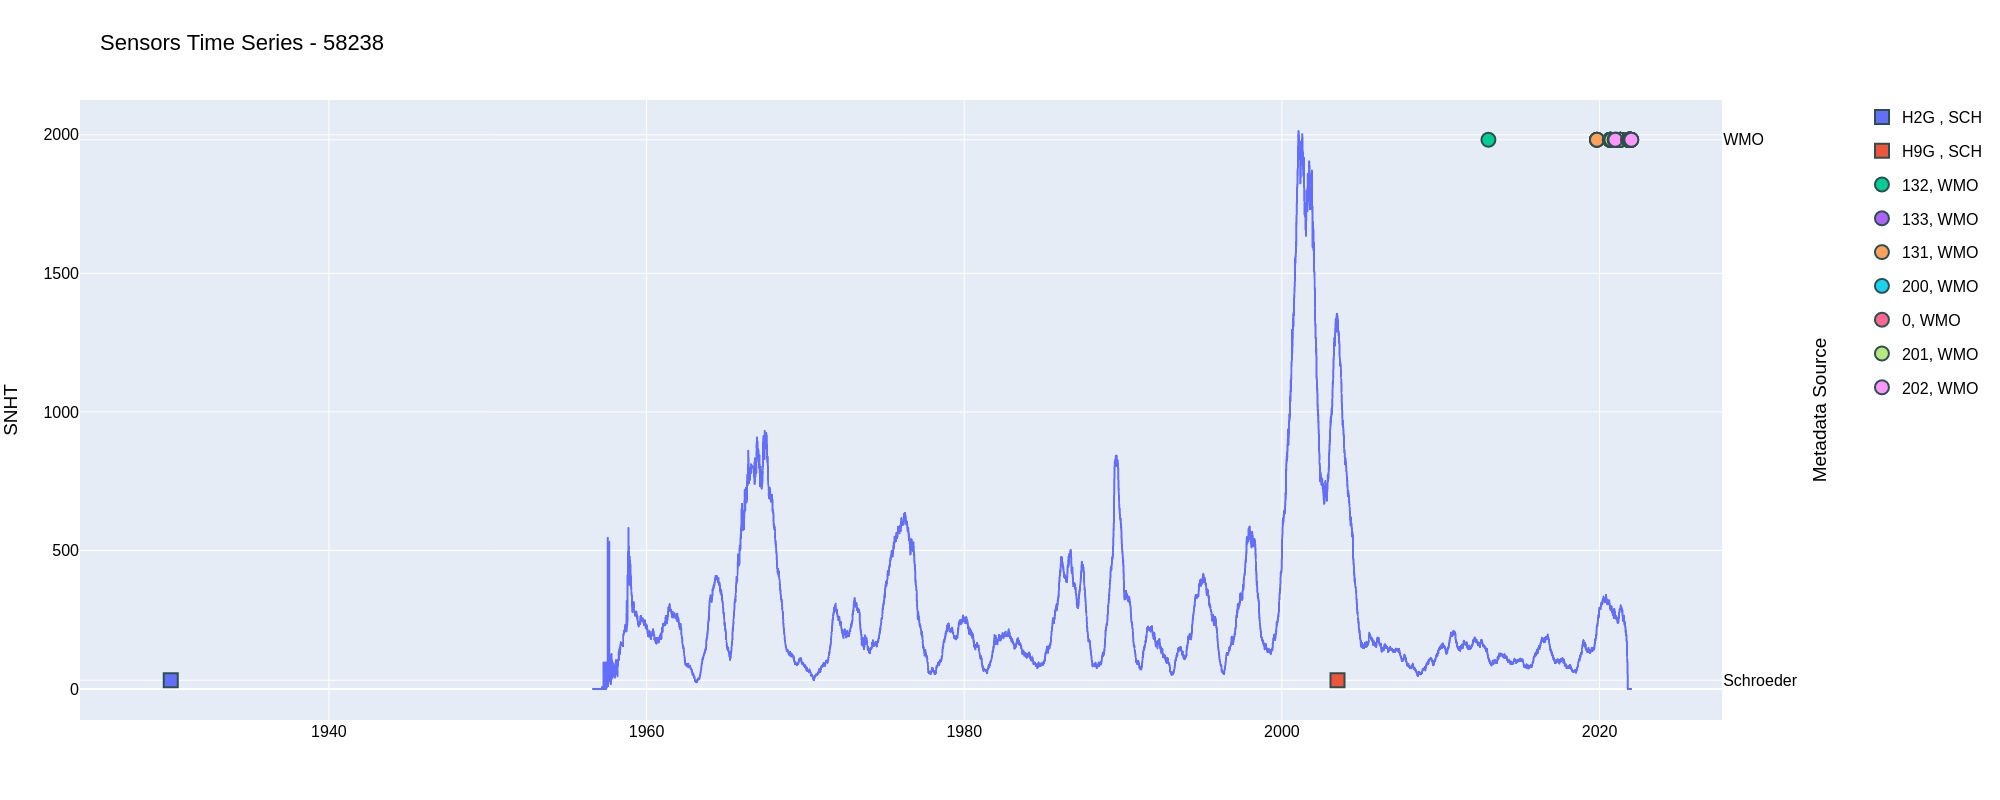 Sensors Time Series - 58238
2000
1500
1000
500
0
SNHT
1940
1960
1980
2000
2020
WMO
Schroeder
Metadata Source
H2G , SCH
H9G , SCH
132, WMO
133, WMO
131, WMO
200, WMO
0, WMO
201, WMO
202, WMO